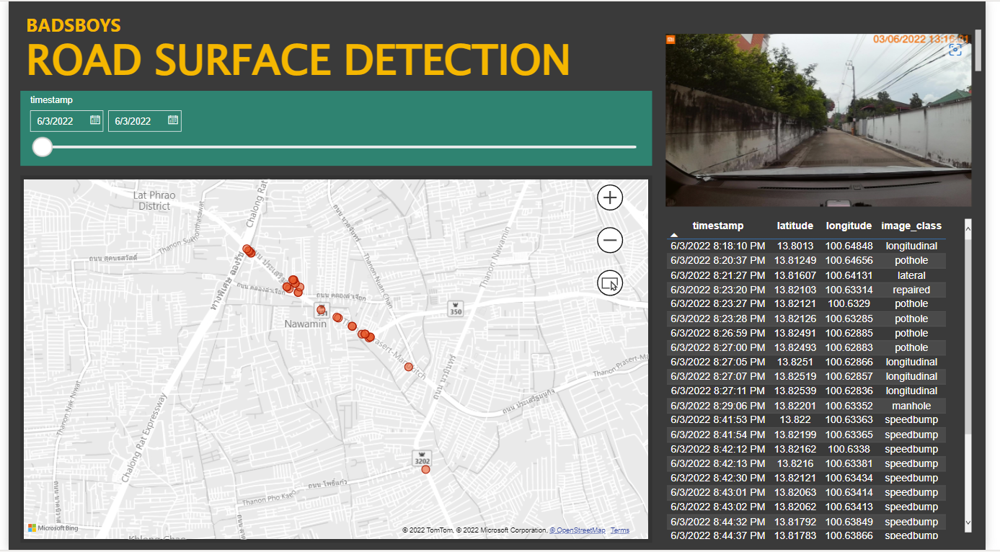 BADSBOYS
ROAD SURFACE DETECTION
timestamp
6/3/2022 6/3/2022
Lat Phrao
District
Chalong Rat
ถนน นวลจันทร์
Thanon Sukhonthasawat
ถนน สุคนธสวัสดิ์
ทางพิเศษ ฉลองรัช
ถนน ประเสริฐ
ถนน คลองลำเจียก
ถนน คลองลำเจียก
Thanon Nuan Chan
Thanon Nawamin
350
351
Nawamin
Prasert-Manukitch
ถนน นวมินทร์
Thanon Prasert-Ma
ถนน ประเสริฐมนูกิจ
Thanon Nak Niwat
Chalong Rat Expressway
3202
ถนน โพธิ์แก้ว
Thanon Pho Kaeo
Khlong Chao
Microsoft Bing
© 2022 TomTom, © 2022 Microsoft Corporation, © OpenStreetMap Terms
03/06/2022 13:16:01
timestamp latitude longitude image_class
6/3/2022 8:18:10 PM 13.8013 100.64848 longitudinal
6/3/2022 8:20:37 PM 13.81249 100.64656 pothole
6/3/2022 8:21:27 PM 13.81607 100.64131 lateral
6/3/2022 8:23:20 PM 13.82103 100.63314 repaired
6/3/2022 8:23:27 PM 13.82121 100.6329 pothole
6/3/2022 8:23:28 PM 13.82126 100.63285 pothole
6/3/2022 8:26:59 PM 13.82491 100.62885 pothole
6/3/2022 8:27:00 PM 13.82493 100.62883 pothole
6/3/2022 8:27:05 PM 13.8251 100.62866 longitudinal
6/3/2022 8:27:07 PM 13.82519 100.62857 longitudinal
6/3/2022 8:27:11 PM 13.82539 100.62836 longitudinal
6/3/2022 8:29:06 PM 13.82201 100.63352 manhole
6/3/2022 8:41:53 PM 13.822 100.63363 speedbump
6/3/2022 8:41:54 PM 13.82199 100.63365 speedbump
6/3/2022 8:42:12 PM 13.82162 100.6338 speedbump
6/3/2022 8:42:13 PM 13.8216 100.63381 speedbump
6/3/2022 8:42:30 PM 13.82121 100.63434 speedbump
6/3/2022 8:43:01 PM 13.82063 100.63414 speedbump
6/3/2022 8:43:02 PM 13.82062 100.63413 speedbump
6/3/2022 8:44:32 PM 13.81792 100.63849 speedbump
6/3/2022 8:44:37 PM 13.81783 100.63866 speedbump